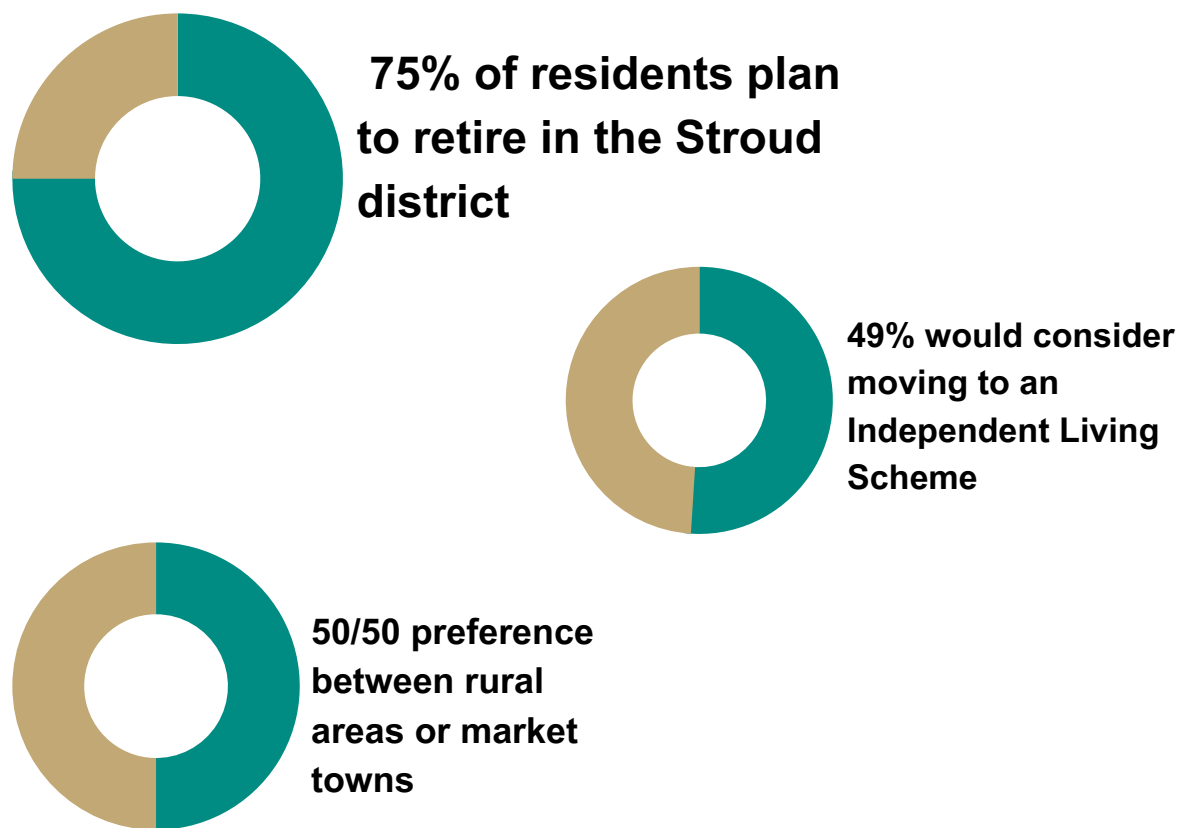 75% of residents plan
to retire in the Stroud
district
49% would consider
moving to an
Independent Living
Scheme
50/50 preference
between rural
areas or market
towns